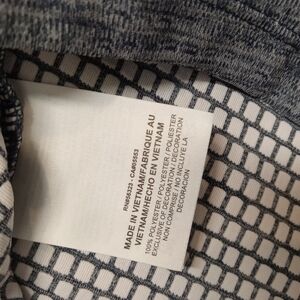 RN#56323 - CA#05553
MADE IN VIETNAM/FABRIQUE AU
VIETNAM/HECHO EN VIETNAM
100% POLYESTER / POLYESTER / POLIESTER
EXCLUSIVE OF DECORATION / DECORATION
NON COMPRISE / NO INCLUYE LA
DECORACION